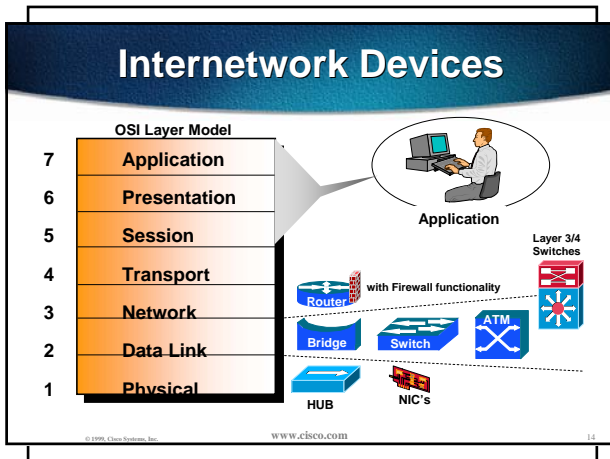 Internetwork Devices
OSI Layer Model
7 Application
6 Presentation
5 Session
4 Transport
3 Network
2 Data Link
1 Physical
Application
Layer 3/4
Switches
Router
with Firewall functionality
Bridge
Switch
ATM
HUB
NIC's
© 1999, Cisco Systems, Inc.
www.cisco.com
14